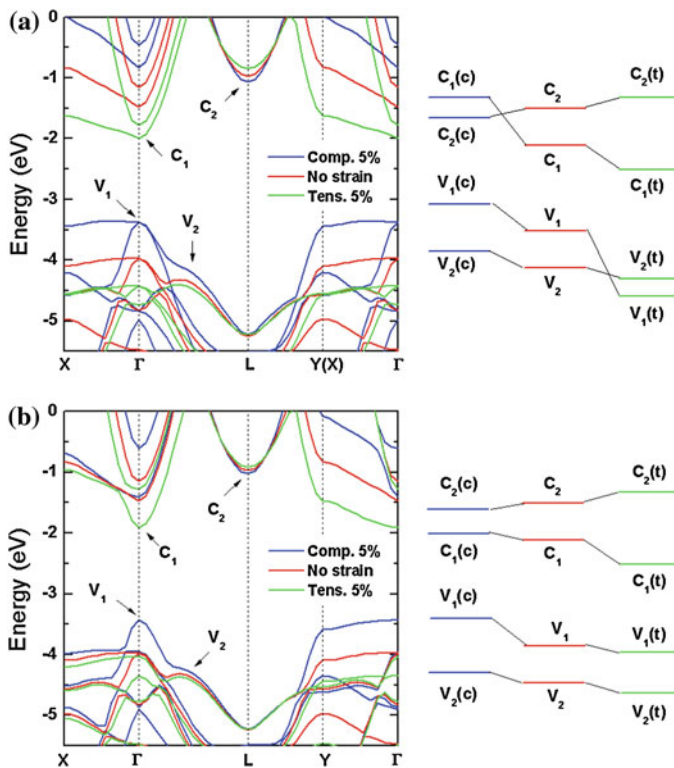 (a)
Energy (eV)
0
-1
-2
-3
-4
-5
C₂
C₁
V₁
V₂
Comp. 5%
No strain
Tens. 5%
X
Γ
L
Y(X)
Γ
C₁(c)
C₂
C₂(t)
C₂(c)
C₁
C₁(t)
V₁(c)
V₁
V₂(t)
V₂(c)
V₂
V₁(t)
(b)
Energy (eV)
0
-1
-2
-3
-4
-5
C₂
C₁
V₁
V₂
Comp. 5%
No strain
Tens. 5%
X
Γ
L
Y
Γ
C₂(c)
C₂
C₂(t)
C₁(c)
C₁
C₁(t)
V₁(c)
V₁
V₁(t)
V₂(c)
V₂
V₂(t)